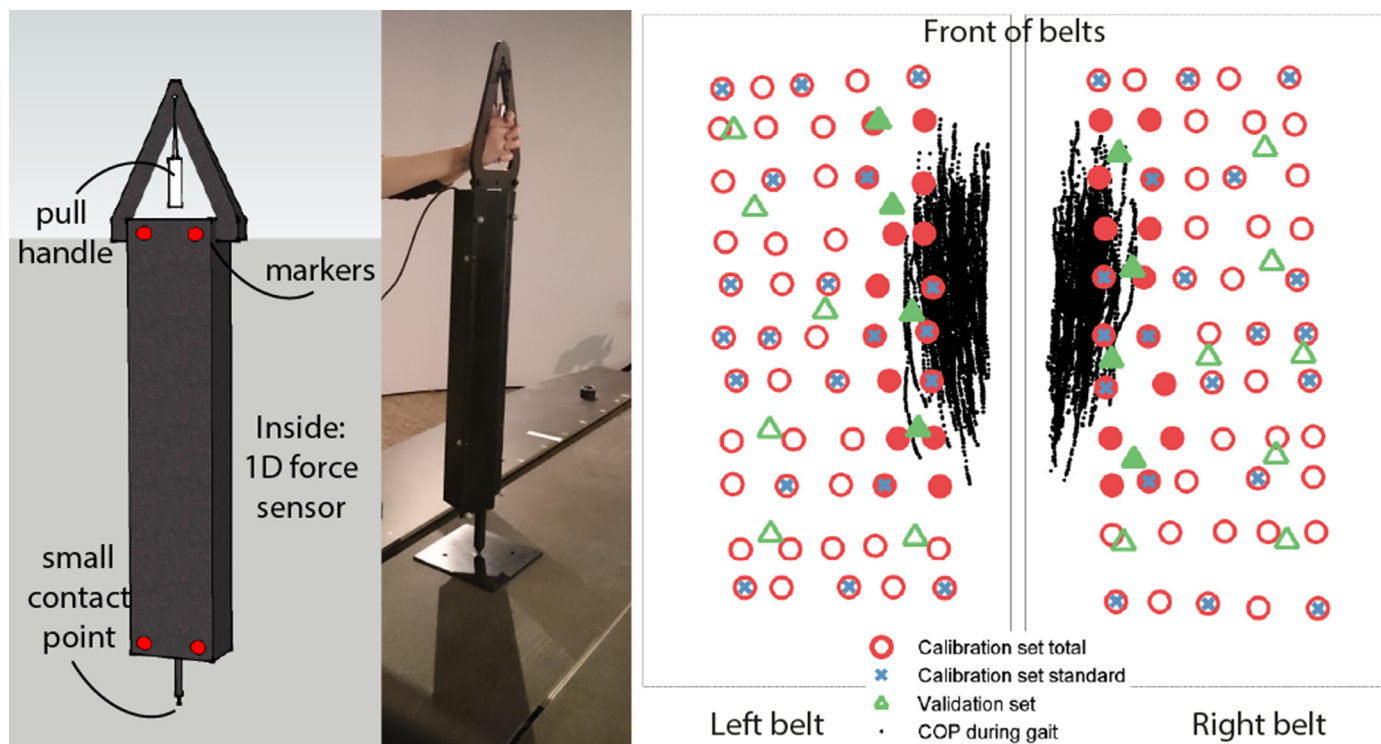 pull
handle
markers
Inside:
1D force
sensor
small
contact
point
Front of belts
Calibration set total
Calibration set standard
Validation set
COP during gait
Left belt
Right belt